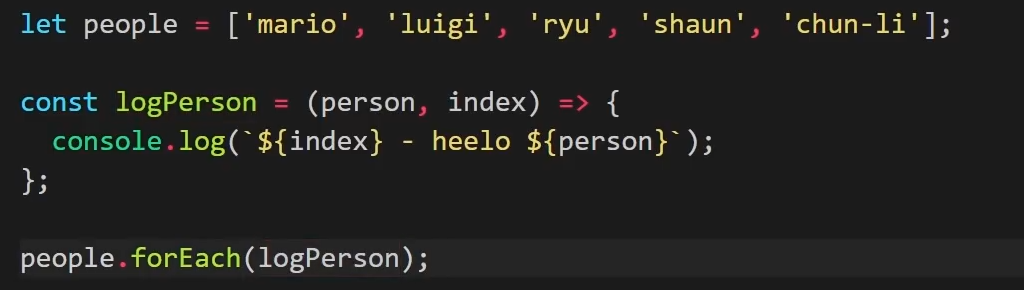 let people = ['mario', 'luigi', 'ryu', 'shaun', 'chun-li'];
const logPerson = (person, index) => {
  console.log(`${index} - heelo ${person}`);
};
people.forEach(logPerson);